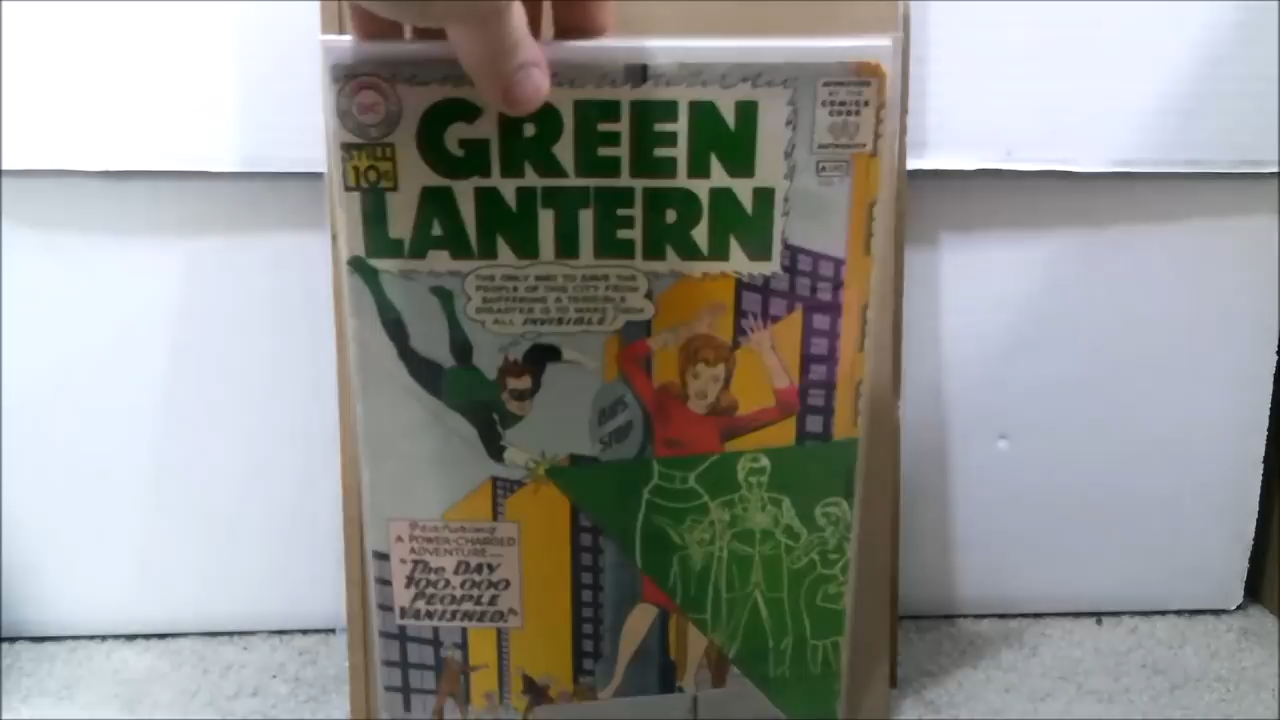 DC
STILL
10¢
GREEN
LANTERN
APPROVED
BY THE
COMICS
CODE
AUTHORITY
THE ONLY WAY TO SAVE THE
PEOPLE OF THIS CITY FROM
SUFFERING A TERRIBLE
DISASTER IS TO MAKE THEM
ALL INVISIBLE!
BUS
STOP
Featuring
A POWER-CHARGED
ADVENTURE...
"The DAY
100,000
PEOPLE
VANISHED!"